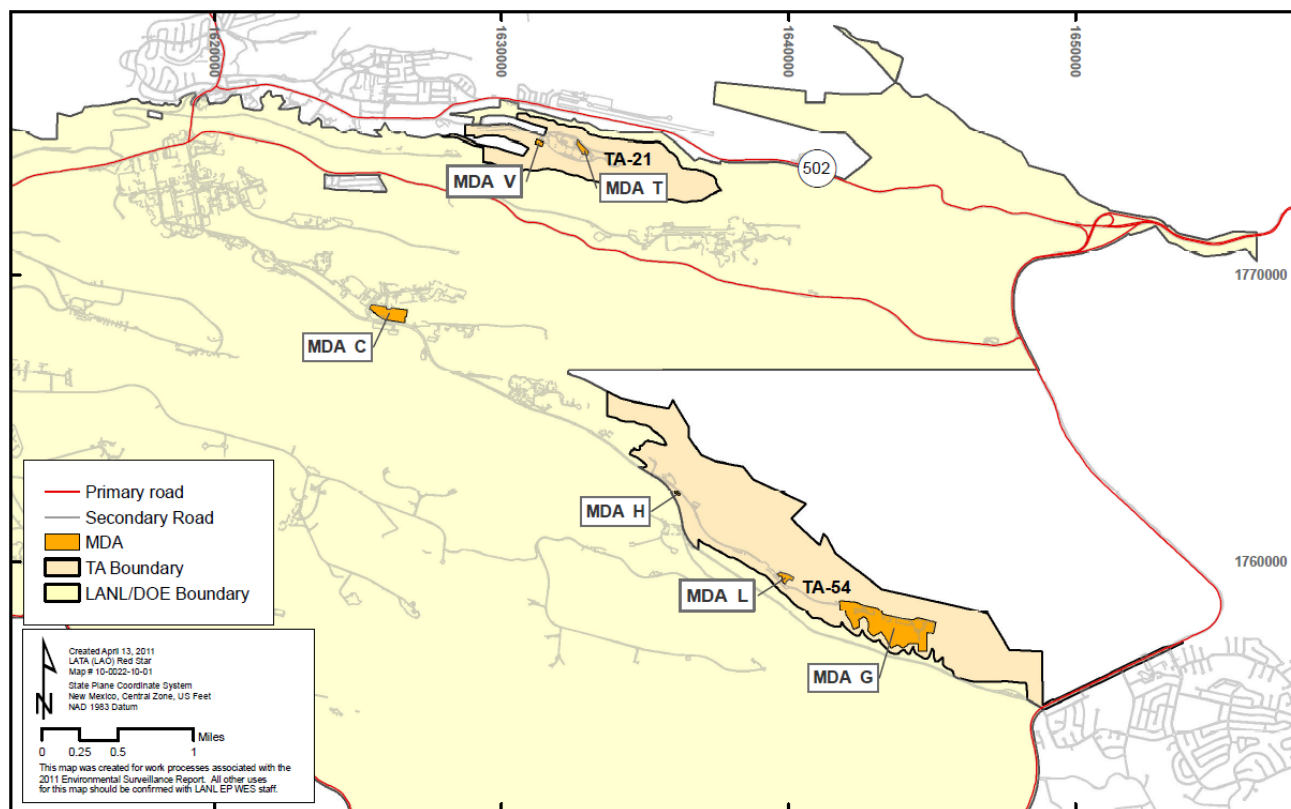 1620000
1630000
1640000
1650000
TA-21
502
MDA V
MDA T
1770000
MDA C
MDA H
1760000
MDA L
TA-54
MDA G
Primary road
Secondary Road
MDA
TA Boundary
LANL/DOE Boundary
Created April 13, 2011
LATA (LAO) Red Star
Map # 10-0022-10-01
State Plane Coordinate System
New Mexico, Central Zone, US Feet
NAD 1983 Datum
N
Miles
0 0.25 0.5 1
This map was created for work processes associated with the
2011 Environmental Surveillance Report. All other uses
for this map should be confirmed with LANL EP WES staff.